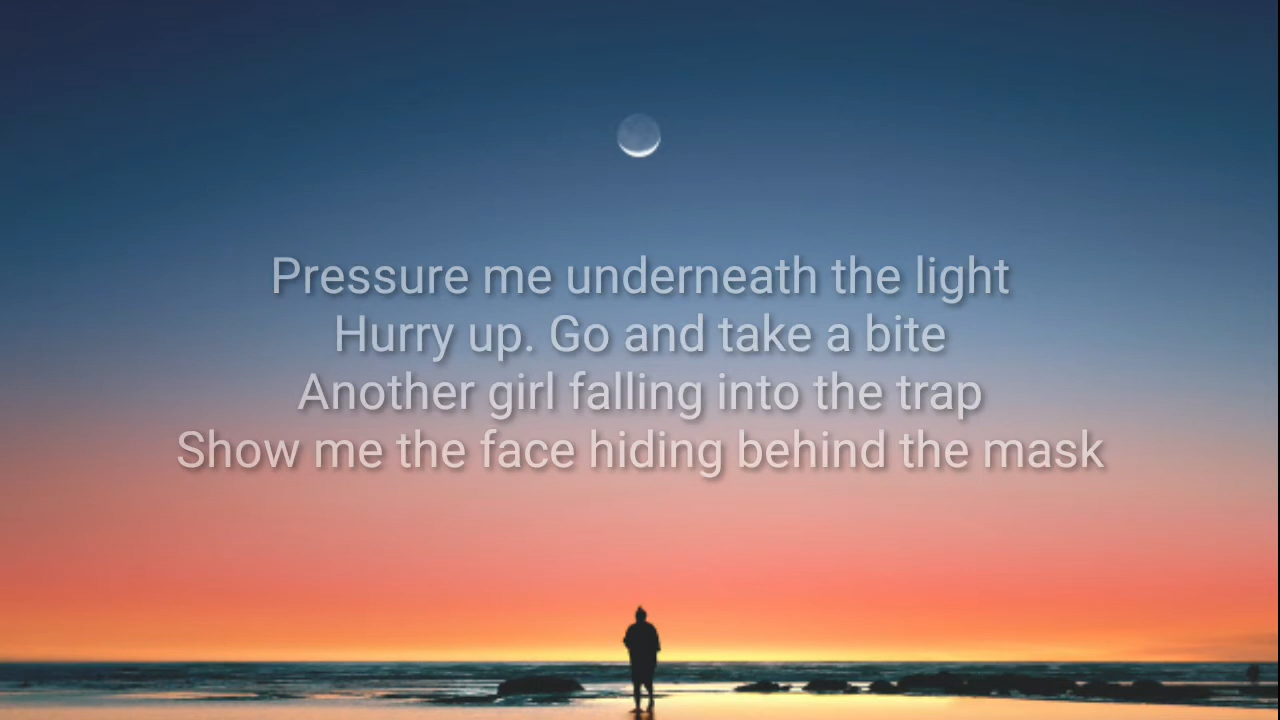 Pressure me underneath the light
Hurry up. Go and take a bite
Another girl falling into the trap
Show me the face hiding behind the mask